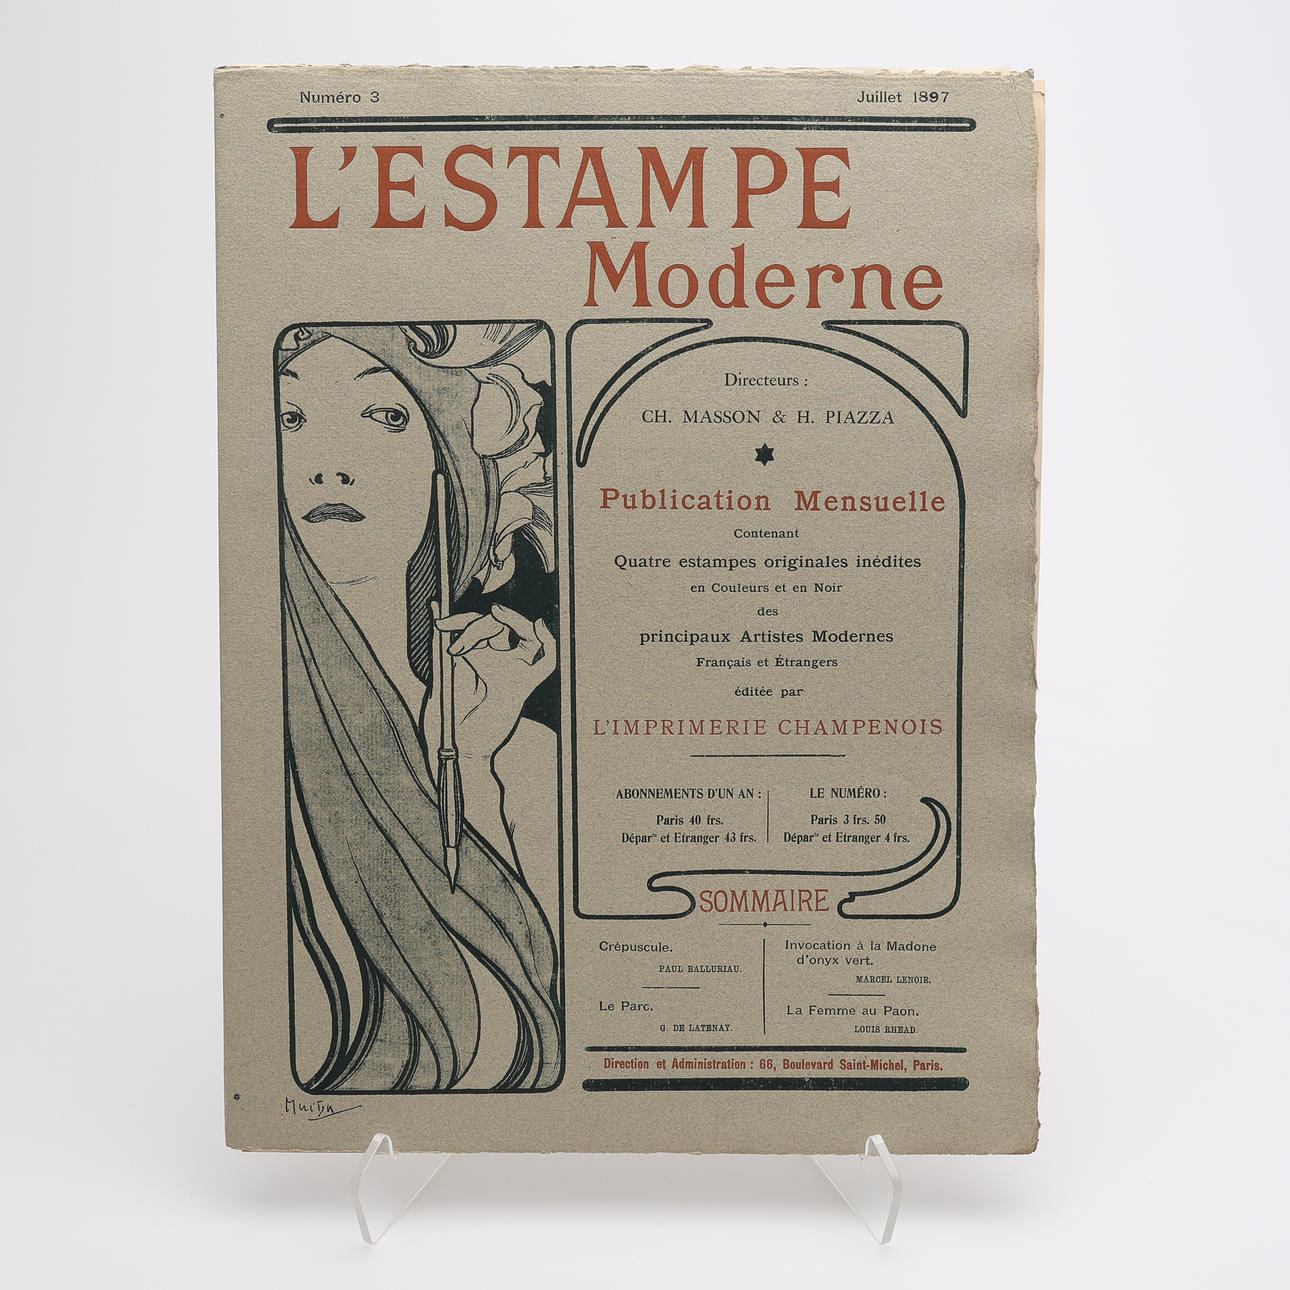 Numéro 3
Juillet 1897
L'ESTAMPE
Moderne
Directeurs :
CH. MASSON & H. PIAZZA
Publication Mensuelle
Contenant
Quatre estampes originales inédites
en Couleurs et en Noir
des
principaux Artistes Modernes
Français et Étrangers
éditée par
L'IMPRIMERIE CHAMPENOIS
ABONNEMENTS D'UN AN :
Paris 40 frs.
Départs et Etranger 43 frs.
LE NUMÉRO :
Paris 3 frs. 50
Départs et Etranger 4 frs.
SOMMAIRE
Crépuscule.
PAUL BALLURIAU.
Le Parc.
G. DE LATENAY.
Invocation à la Madone
d'onyx vert.
MARCEL LENOIR.
La Femme au Paon.
LOUIS RHEAD.
Direction et Administration : 66, Boulevard Saint-Michel, Paris.
Mucha